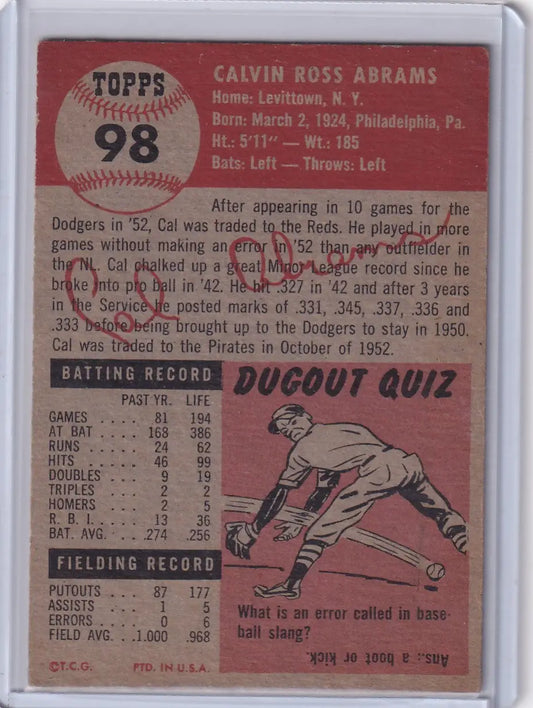 TOPPS
98
CALVIN ROSS ABRAMS
Home: Levittown, N. Y.
Born: March 2, 1924, Philadelphia, Pa.
Ht.: 5'11" — Wt.: 185
Bats: Left — Throws: Left
After appearing in 10 games for the
Dodgers in '52, Cal was traded to the Reds. He played in more
games without making an error in '52 than any outfielder in
the NL. Cal chalked up a great Minor League record since he
broke into pro ball in '42. He hit .327 in '42 and after 3 years
in the Service he posted marks of .331, .345, .337, .336 and
.333 before being brought up to the Dodgers to stay in 1950.
Cal was traded to the Pirates in October of 1952.
Cal Abrams
BATTING RECORD
PAST YR. LIFE
GAMES . . . . 81 194
AT BAT . . . . 168 386
RUNS . . . . 24 62
HITS . . . . . 46 99
DOUBLES . . . 9 19
TRIPLES . . . . 2 2
HOMERS . . . . 2 5
R. B. I. . . . . . 13 36
BAT. AVG. . . .274 .256
FIELDING RECORD
PUTOUTS . . . . 87 177
ASSISTS . . . . 1 5
ERRORS . . . . 0 6
FIELD AVG. . .1.000 .968
©T.C.G. PTD. IN U.S.A.
DUGOUT QUIZ
What is an error called in base-
ball slang?
Ans.: a boot or kick.